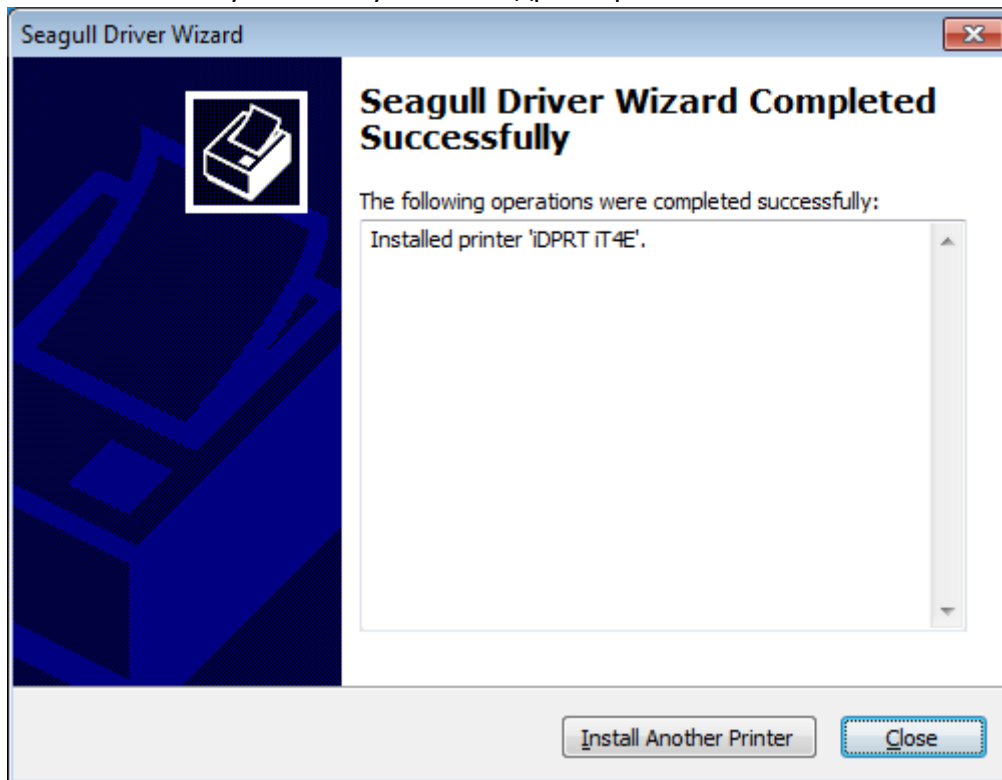 Seagull Driver Wizard
Seagull Driver Wizard Completed
Successfully
The following operations were completed successfully:
Installed printer 'iDPRT iT4E'.
Install Another Printer
Close